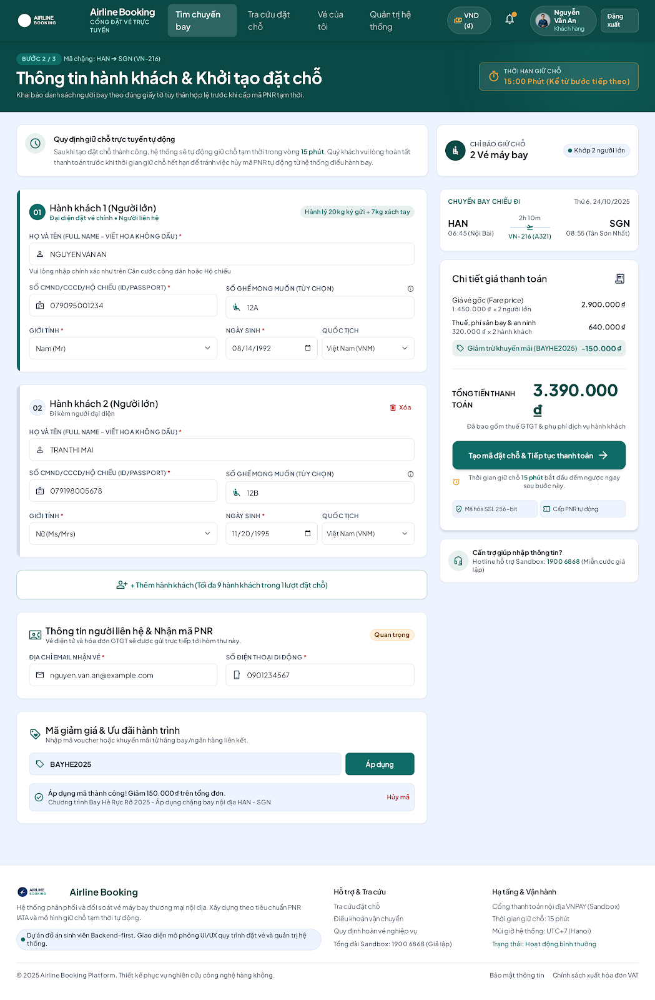 AIRLINE
BOOKING
Airline Booking
CỔNG ĐẶT VÉ TRỰC
TUYẾN
Tìm chuyến
bay
Tra cứu đặt
chỗ
Vé của
tôi
Quản trị hệ
thống
VND
(₫)
Nguyễn
Văn An
Khách hàng
Đăng
xuất
BƯỚC 2 / 3 Mã chặng: HAN ➔ SGN (VN-216)
Thông tin hành khách & Khởi tạo đặt chỗ
Khai báo danh sách người bay theo đúng giấy tờ tùy thân hợp lệ trước khi cấp mã PNR tạm thời.
THỜI HẠN GIỮ CHỖ
15:00 Phút (Kể từ bước tiếp theo)
Quy định giữ chỗ trực tuyến tự động
Sau khi tạo đặt chỗ thành công, hệ thống sẽ tự động giữ chỗ tạm thời trong vòng 15 phút. Quý khách vui lòng hoàn tất
thanh toán trước khi thời gian giữ chỗ hết hạn để tránh việc hủy mã PNR tự động từ hệ thống điều hành bay.
CHỈ BÁO GIỮ CHỖ
2 Vé máy bay
Khớp 2 người lớn
01
Hành khách 1 (Người lớn)
Đại diện đặt vé chính • Người liên hệ
Hành lý 20kg ký gửi + 7kg xách tay
HỌ VÀ TÊN (FULL NAME - VIẾT HOA KHÔNG DẤU) *
NGUYEN VAN AN
Vui lòng nhập chính xác như trên Căn cước công dân hoặc Hộ chiếu
SỐ CMND/CCCD/HỘ CHIẾU (ID/PASSPORT) *
079095001234
SỐ GHẾ MONG MUỐN (TÙY CHỌN)
12A
GIỚI TÍNH *
Nam (Mr)
NGÀY SINH *
08/14/1992
QUỐC TỊCH
Việt Nam (VNM)
02
Hành khách 2 (Người lớn)
Đi kèm người đại diện
Xóa
HỌ VÀ TÊN (FULL NAME - VIẾT HOA KHÔNG DẤU) *
TRAN THI MAI
SỐ CMND/CCCD/HỘ CHIẾU (ID/PASSPORT) *
079198005678
SỐ GHẾ MONG MUỐN (TÙY CHỌN)
12B
GIỚI TÍNH *
Nữ (Ms/Mrs)
NGÀY SINH *
11/20/1995
QUỐC TỊCH
Việt Nam (VNM)
+ Thêm hành khách (Tối đa 9 hành khách trong 1 lượt đặt chỗ)
Thông tin người liên hệ & Nhận mã PNR
Vé điện tử và hóa đơn GTGT sẽ được gửi trực tiếp tới hòm thư này.
Quan trọng
ĐỊA CHỈ EMAIL NHẬN VÉ *
nguyen.van.an@example.com
SỐ ĐIỆN THOẠI DI ĐỘNG *
0901234567
Mã giảm giá & Ưu đãi hành trình
Nhập mã voucher hoặc khuyến mãi từ hãng bay/ngân hàng liên kết.
BAYHE2025
Áp dụng
Áp dụng mã thành công! Giảm 150.000 ₫ trên tổng đơn.
Chương trình Bay Hè Rực Rỡ 2025 - Áp dụng chặng bay nội địa HAN - SGN
Hủy mã
CHUYẾN BAY CHIỀU ĐI
Thứ 6, 24/10/2025
HAN
06:45 (Nội Bài)
2h 10m
VN-216 (A321)
SGN
08:55 (Tân Sơn Nhất)
Chi tiết giá thanh toán
Giá vé gốc (Fare price)
1.450.000 ₫ × 2 người lớn
2.900.000 ₫
Thuế, phí sân bay & an ninh
320.000 ₫ × 2 hành khách
640.000 ₫
Giảm trừ khuyến mãi (BAYHE2025)
-150.000 ₫
TỔNG TIỀN THANH
TOÁN
3.390.000
₫
Đã bao gồm thuế GTGT & phụ phí dịch vụ hành khách
Tạo mã đặt chỗ & Tiếp tục thanh toán
Thời gian giữ chỗ 15 phút bắt đầu đếm ngược ngay
sau bước này.
Mã hóa SSL 256-bit
Cấp PNR tự động
Cần trợ giúp nhập thông tin?
Hotline hỗ trợ Sandbox: 1900 6868 (Miễn cước giả
lập)
AIRLINE
BOOKING
Airline Booking
Hệ thống phân phối và đối soát vé máy bay thương mại nội địa. Xây dựng theo tiêu chuẩn PNR
IATA và mô hình giữ chỗ tạm thời tự động.
Dự án đồ án sinh viên Backend-first. Giao diện mô phỏng UI/UX quy trình đặt vé và quản trị hệ
thống.
Hỗ trợ & Tra cứu
Tra cứu đặt chỗ
Điều khoản vận chuyển
Quy định hoàn vé nghiệp vụ
Tổng đài Sandbox: 1900 6868 (Giả lập)
Hạ tầng & Vận hành
Cổng thanh toán nội địa VNPAY (Sandbox)
Thời gian giữ chỗ: 15 phút
Múi giờ hệ thống: UTC+7 (Hanoi)
Trạng thái: Hoạt động bình thường
© 2025 Airline Booking Platform. Thiết kế phục vụ nghiên cứu công nghệ hàng không.
Bảo mật thông tin
Chính sách xuất hóa đơn VAT